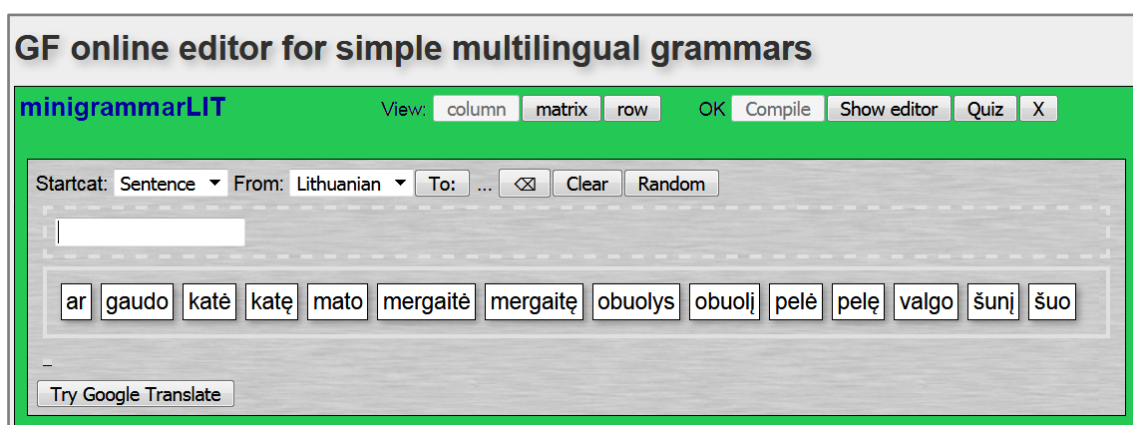 GF online editor for simple multilingual grammars
minigrammarLIT View: column matrix row OK Compile Show editor Quiz X
Startcat: Sentence From: Lithuanian To: ... ⌫ Clear Random
ar gaudo katė katę mato mergaitė mergaitę obuolys obuolį pelė pelę valgo šunį šuo
Try Google Translate